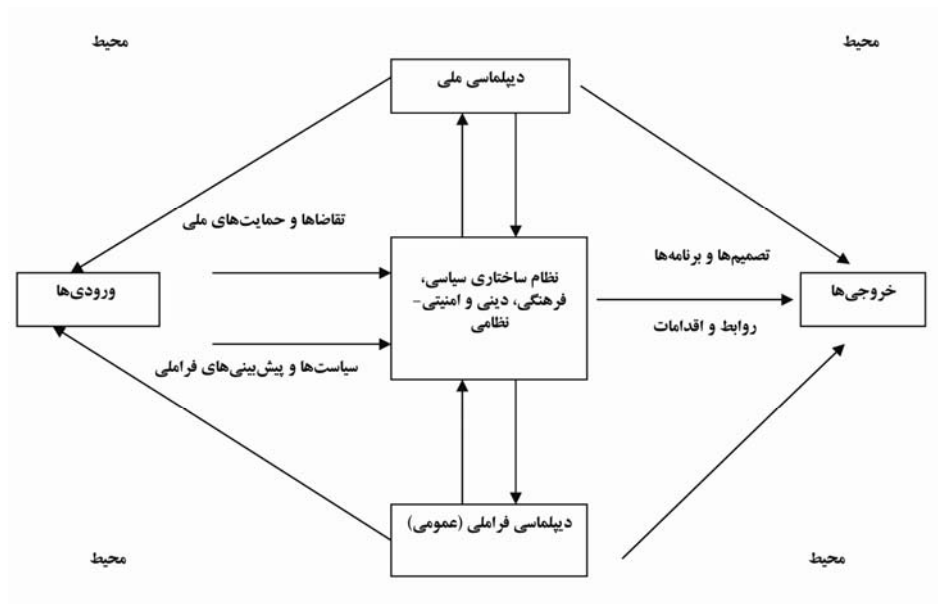 محیط
محیط
دیپلماسی ملی
تقاضاها و حمایت‌های ملی
تصمیم‌ها و برنامه‌ها
خروجی‌ها
نظام ساختاری سیاسی،
فرهنگی، دینی و امنیتی–
نظامی
ورودی‌ها
روابط و اقدامات
سیاست‌ها و پیش‌بینی‌های فراملی
دیپلماسی فراملی (عمومی)
محیط
محیط